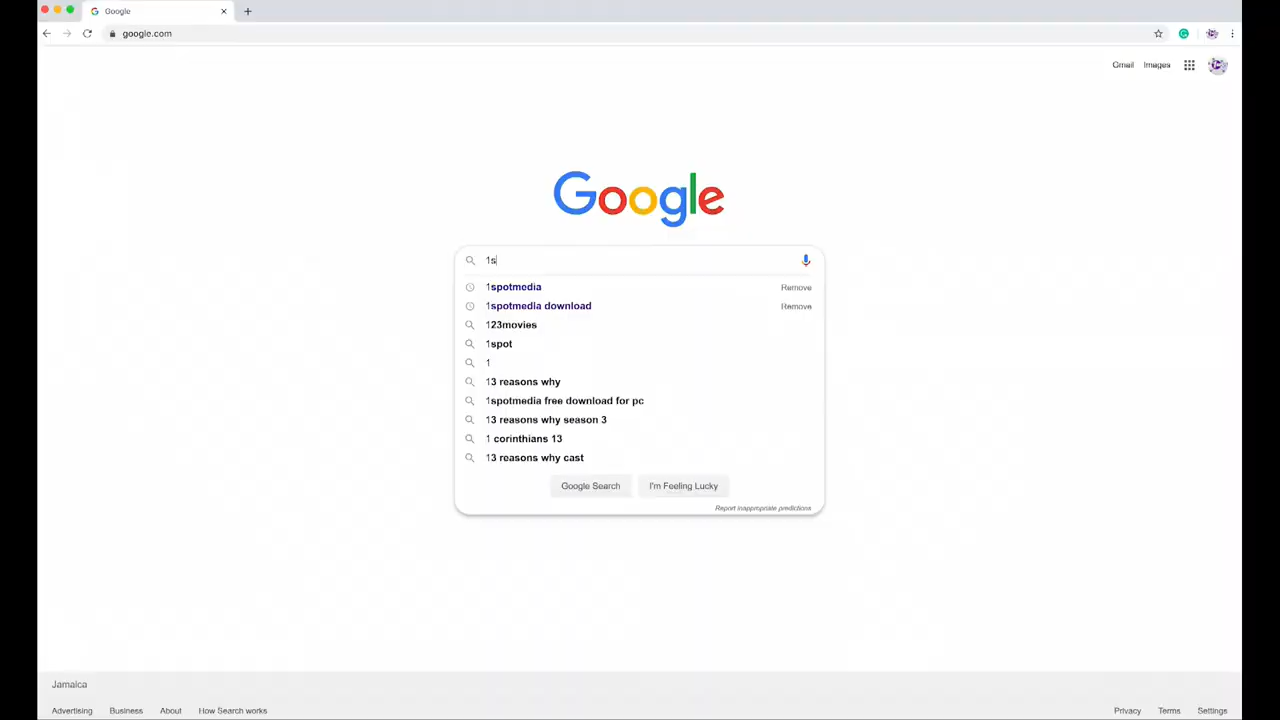 Google
google.com
Gmail Images
Google
1s
1spotmedia Remove
1spotmedia download Remove
123movies
1spot
1
13 reasons why
1spotmedia free download for pc
13 reasons why season 3
1 corinthians 13
13 reasons why cast
Google Search I'm Feeling Lucky
Report inappropriate predictions
Jamaica
Advertising Business About How Search works Privacy Terms Settings